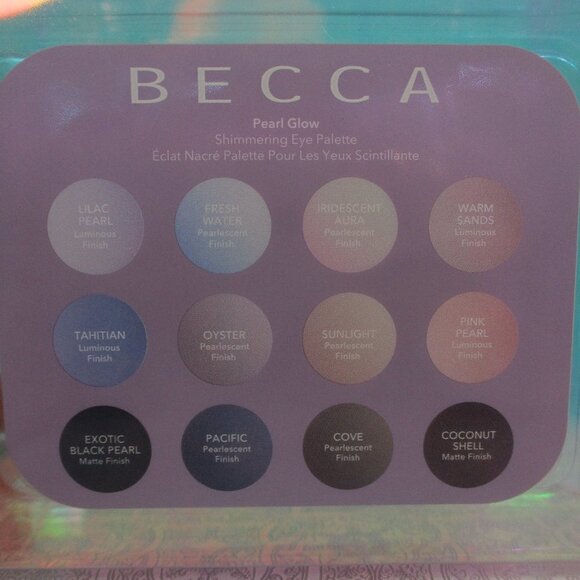 BECCA
Pearl Glow
Shimmering Eye Palette
Éclat Nacré Palette Pour Les Yeux Scintillante
LILAC
PEARL
Luminous
Finish
FRESH
WATER
Pearlescent
Finish
IRIDESCENT
AURA
Pearlescent
Finish
WARM
SANDS
Luminous
Finish
TAHITIAN
Luminous
Finish
OYSTER
Pearlescent
Finish
SUNLIGHT
Pearlescent
Finish
PINK
PEARL
Luminous
Finish
EXOTIC
BLACK PEARL
Matte Finish
PACIFIC
Pearlescent
Finish
COVE
Pearlescent
Finish
COCONUT
SHELL
Matte Finish